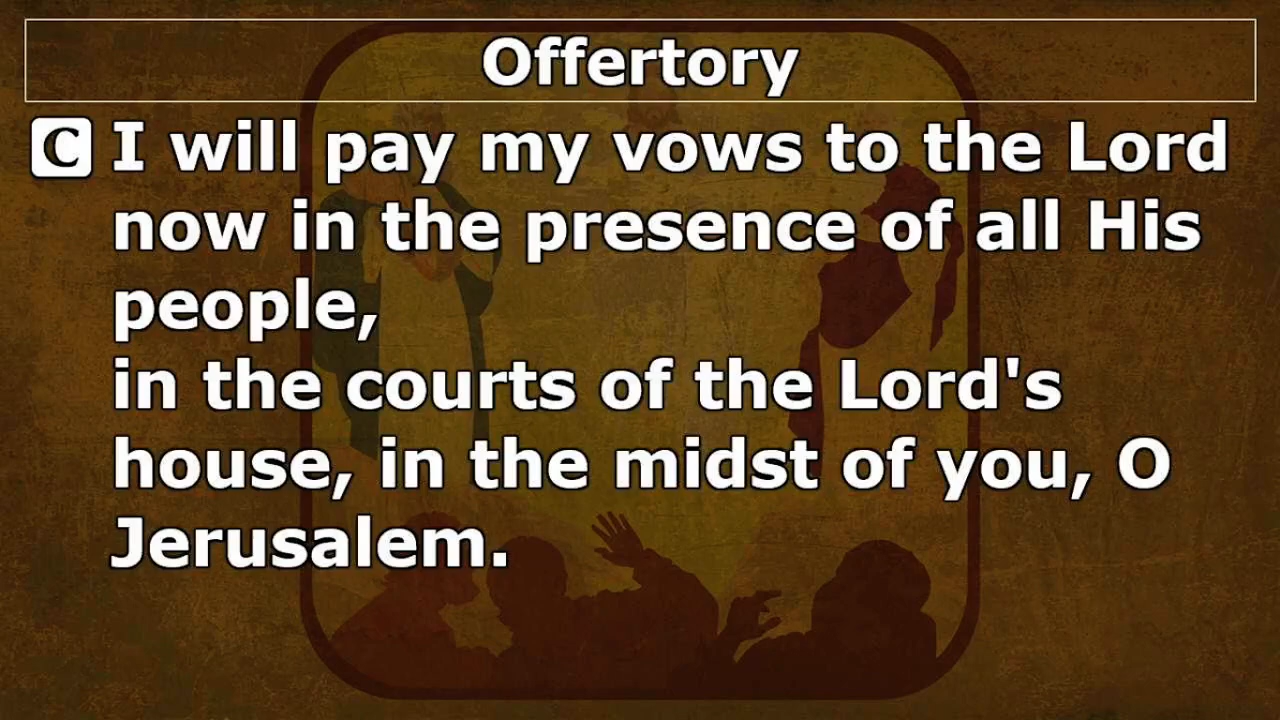 Offertory
C I will pay my vows to the Lord
now in the presence of all His
people,
in the courts of the Lord's
house, in the midst of you, O
Jerusalem.